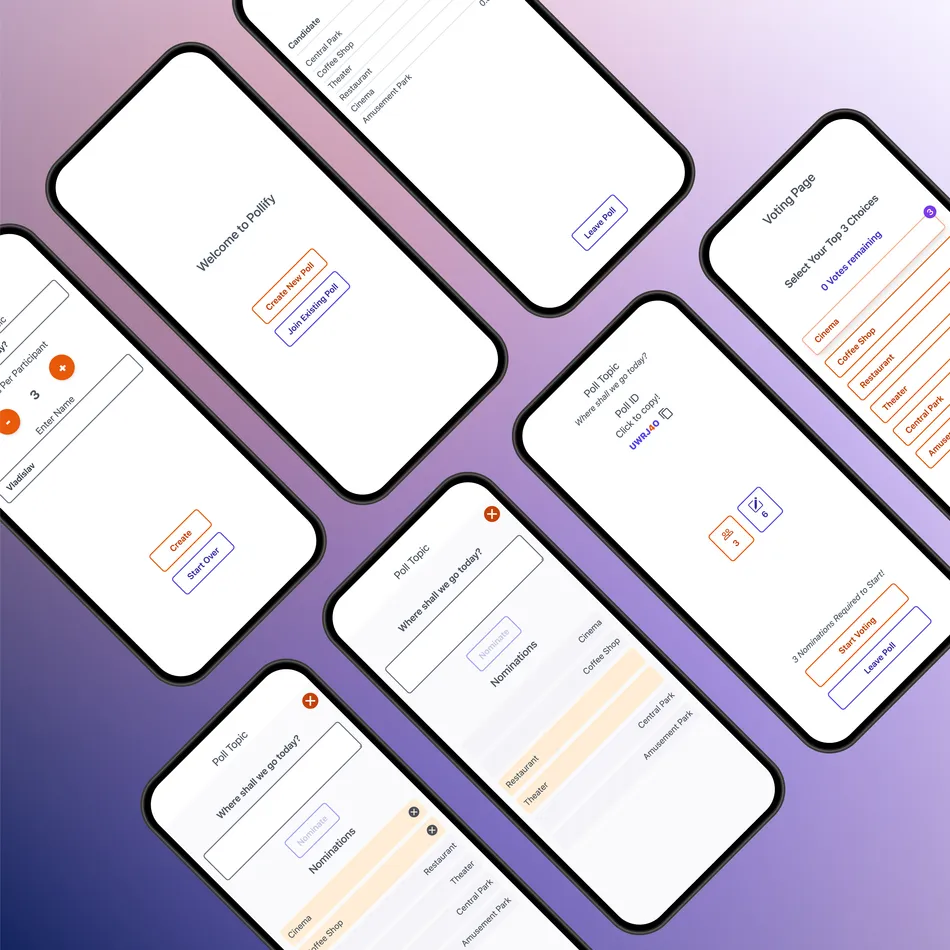 Candidate
Central Park
Coffee Shop
Theater
Restaurant
Cinema
Amusement Park
Leave Poll
Welcome to Pollify
Create New Poll
Join Existing Poll
Voting Page
Select Your Top 3 Choices
0 Votes remaining
3
Cinema
Coffee Shop
Restaurant
Theater
Central Park
Per Participant
-
3
+
Enter Name
Vladislav
Create
Start Over
Poll Topic
Where shall we go today?
Poll ID
Click to copy!
UWRJ4O
3
6
3 Nominations Required to Start!
Start Voting
Leave Poll
Poll Topic
+
Where shall we go today?
Nominate
Nominations
Cinema
Coffee Shop
Restaurant
Theater
Central Park
Amusement Park
Poll Topic
+
Where shall we go today?
Nominate
Nominations
Cinema
Restaurant
Theater
Central Park
Amusement Park